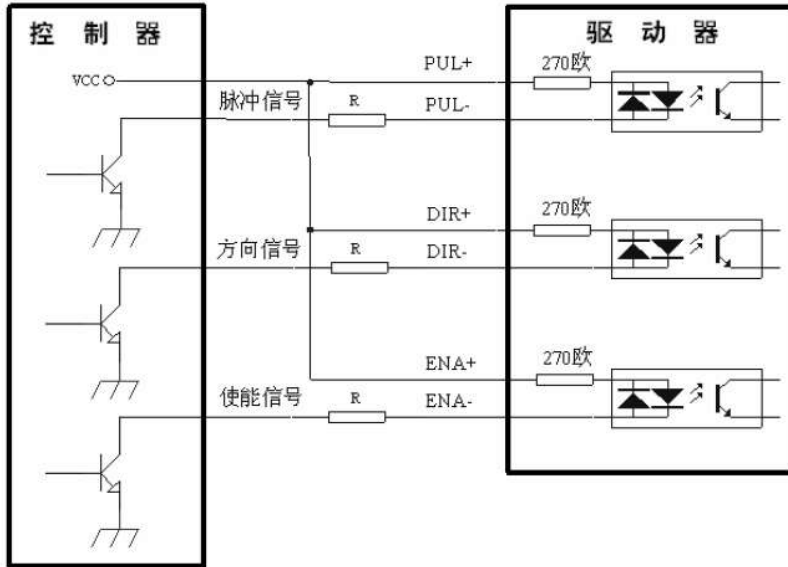 控 制 器
驱 动 器
VCC
PUL+
270欧
脉冲信号
R
PUL-
DIR+
270欧
方向信号
R
DIR-
ENA+
270欧
使能信号
R
ENA-